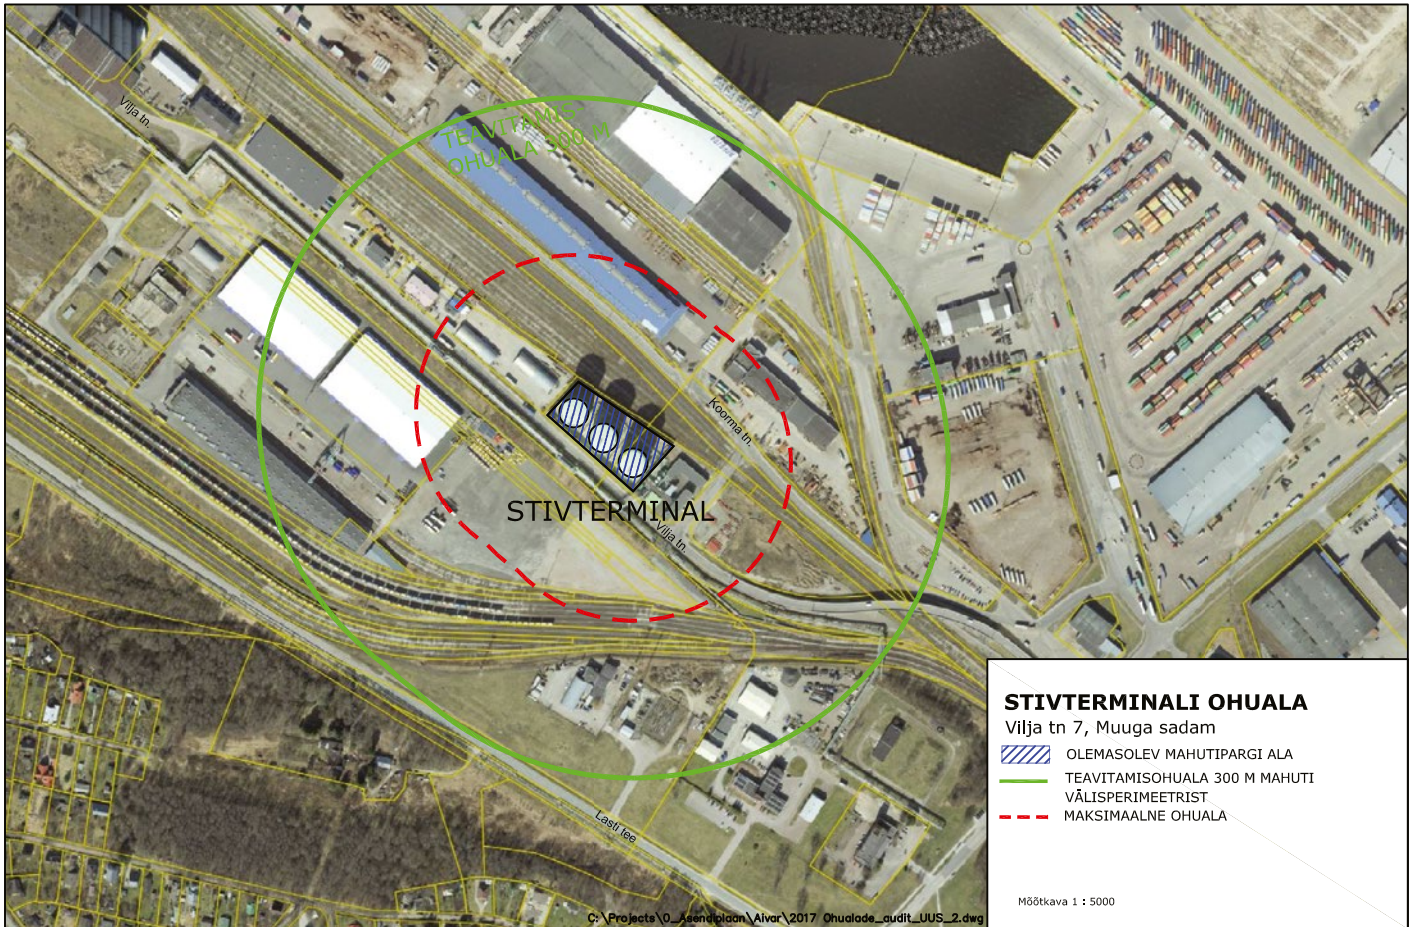 Vilja tn.
TEAVITAMIS
OHUALA 300 M
Koorma tn.
STIVTERMINAL
Vilja tn.
Lasti tee
STIVTERMINALI OHUALA
Vilja tn 7, Muuga sadam
OLEMASOLEV MAHUTIPARGI ALA
TEAVITAMISOHUALA 300 M MAHUTI
VÄLISPERIMEETRIST
MAKSIMAALNE OHUALA
Mõõtkava 1 : 5000
C:\Projects\0_Asendiplaan\Aivar\2017 Ohualade_audit_UUS_2.dwg